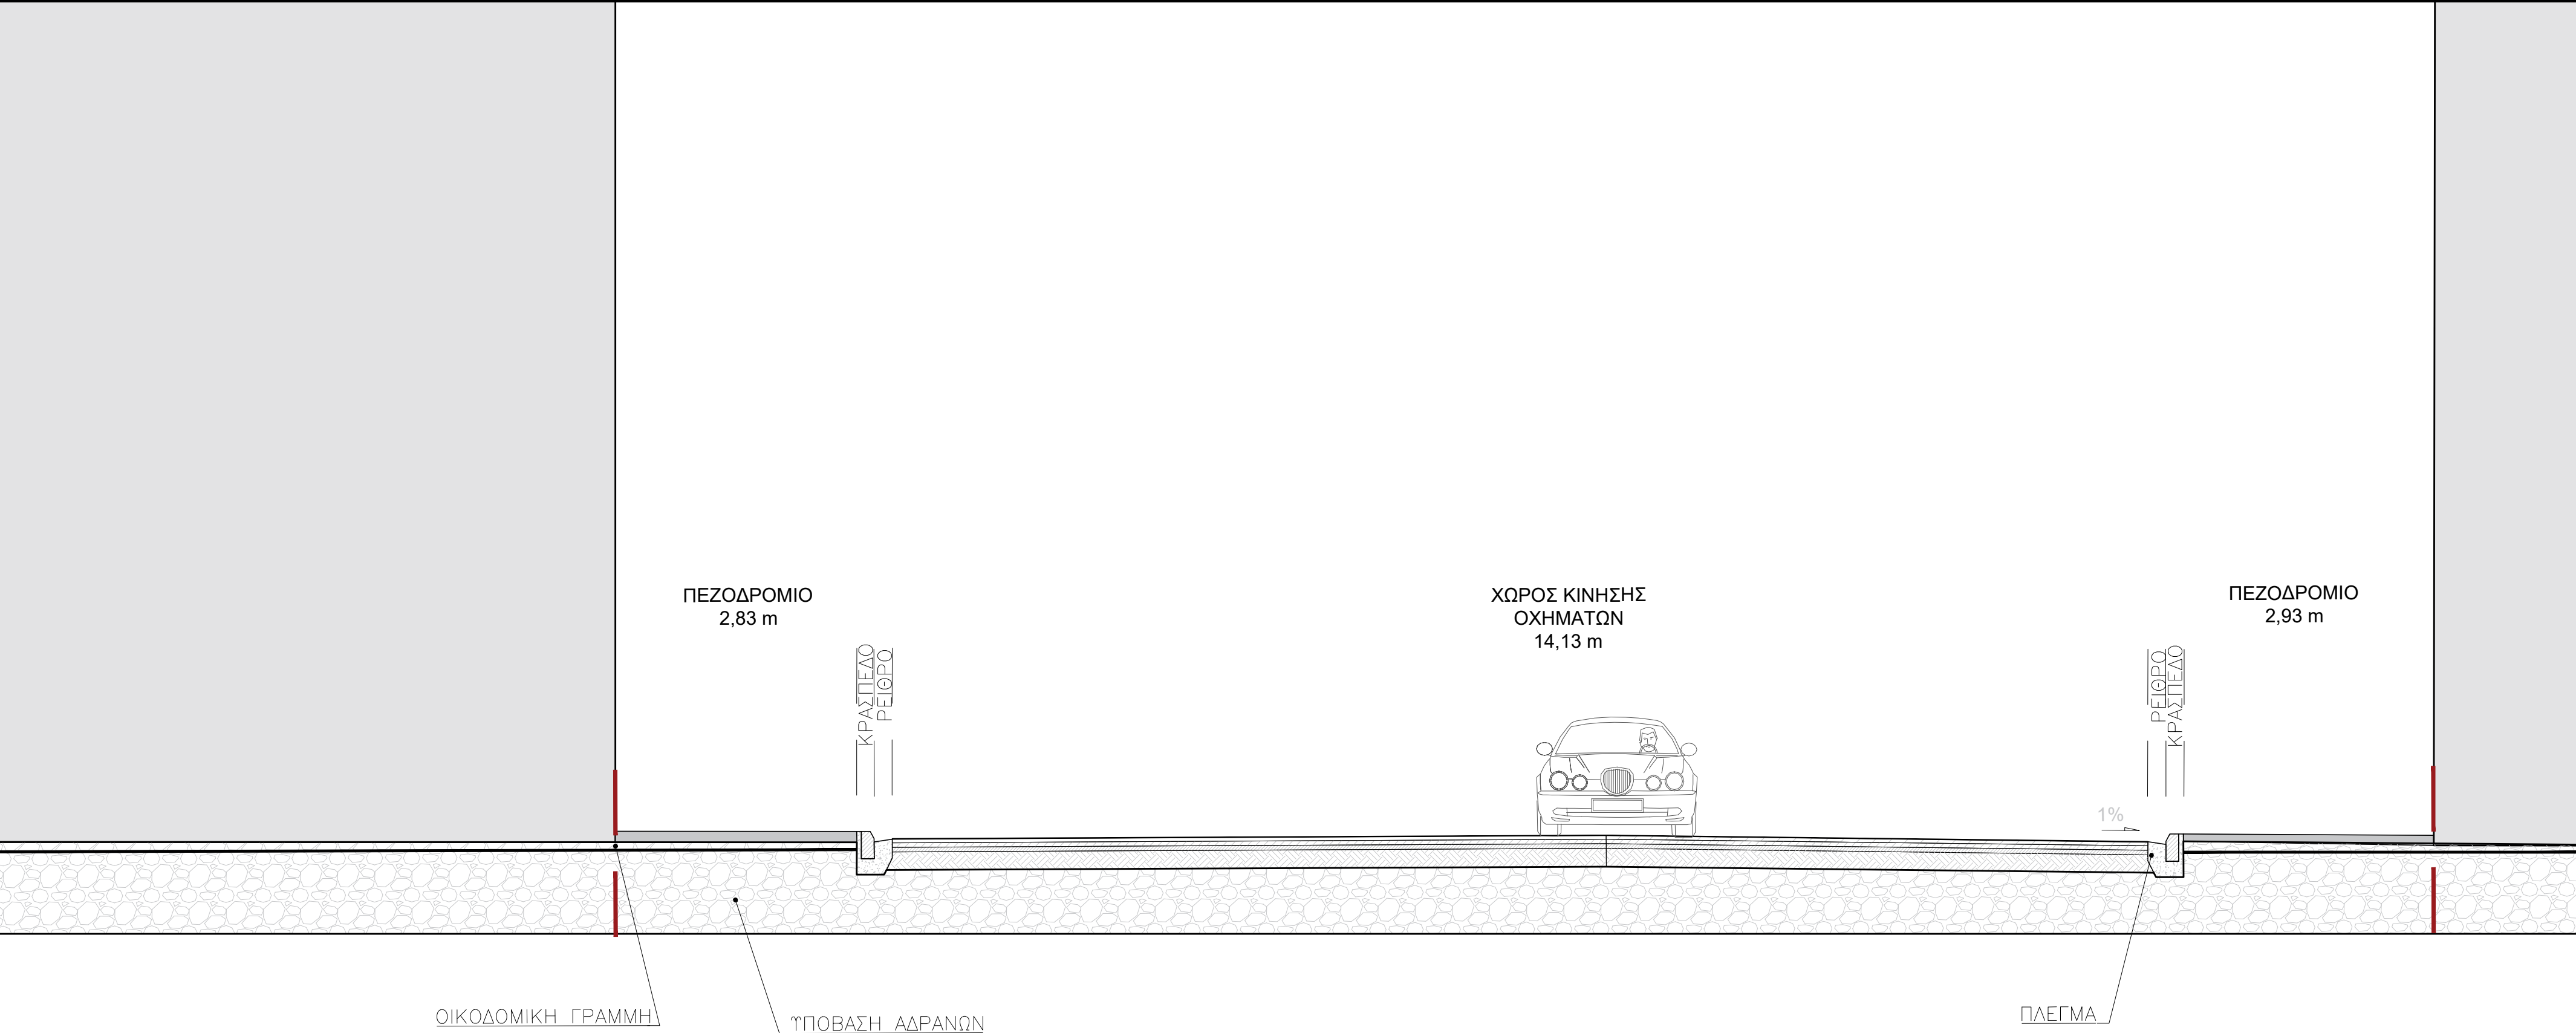 ΠΕΖΟΔΡΟΜΙΟ
2,83 m
ΚΡΑΣΠΕΔΟ
ΡΕΙΘΡΟ
ΧΩΡΟΣ ΚΙΝΗΣΗΣ
ΟΧΗΜΑΤΩΝ
14,13 m
ΡΕΙΘΡΟ
ΚΡΑΣΠΕΔΟ
ΠΕΖΟΔΡΟΜΙΟ
2,93 m
1%
ΟΙΚΟΔΟΜΙΚΗ ΓΡΑΜΜΗ
ΥΠΟΒΑΣΗ ΑΔΡΑΝΩΝ
ΠΛΕΓΜΑ